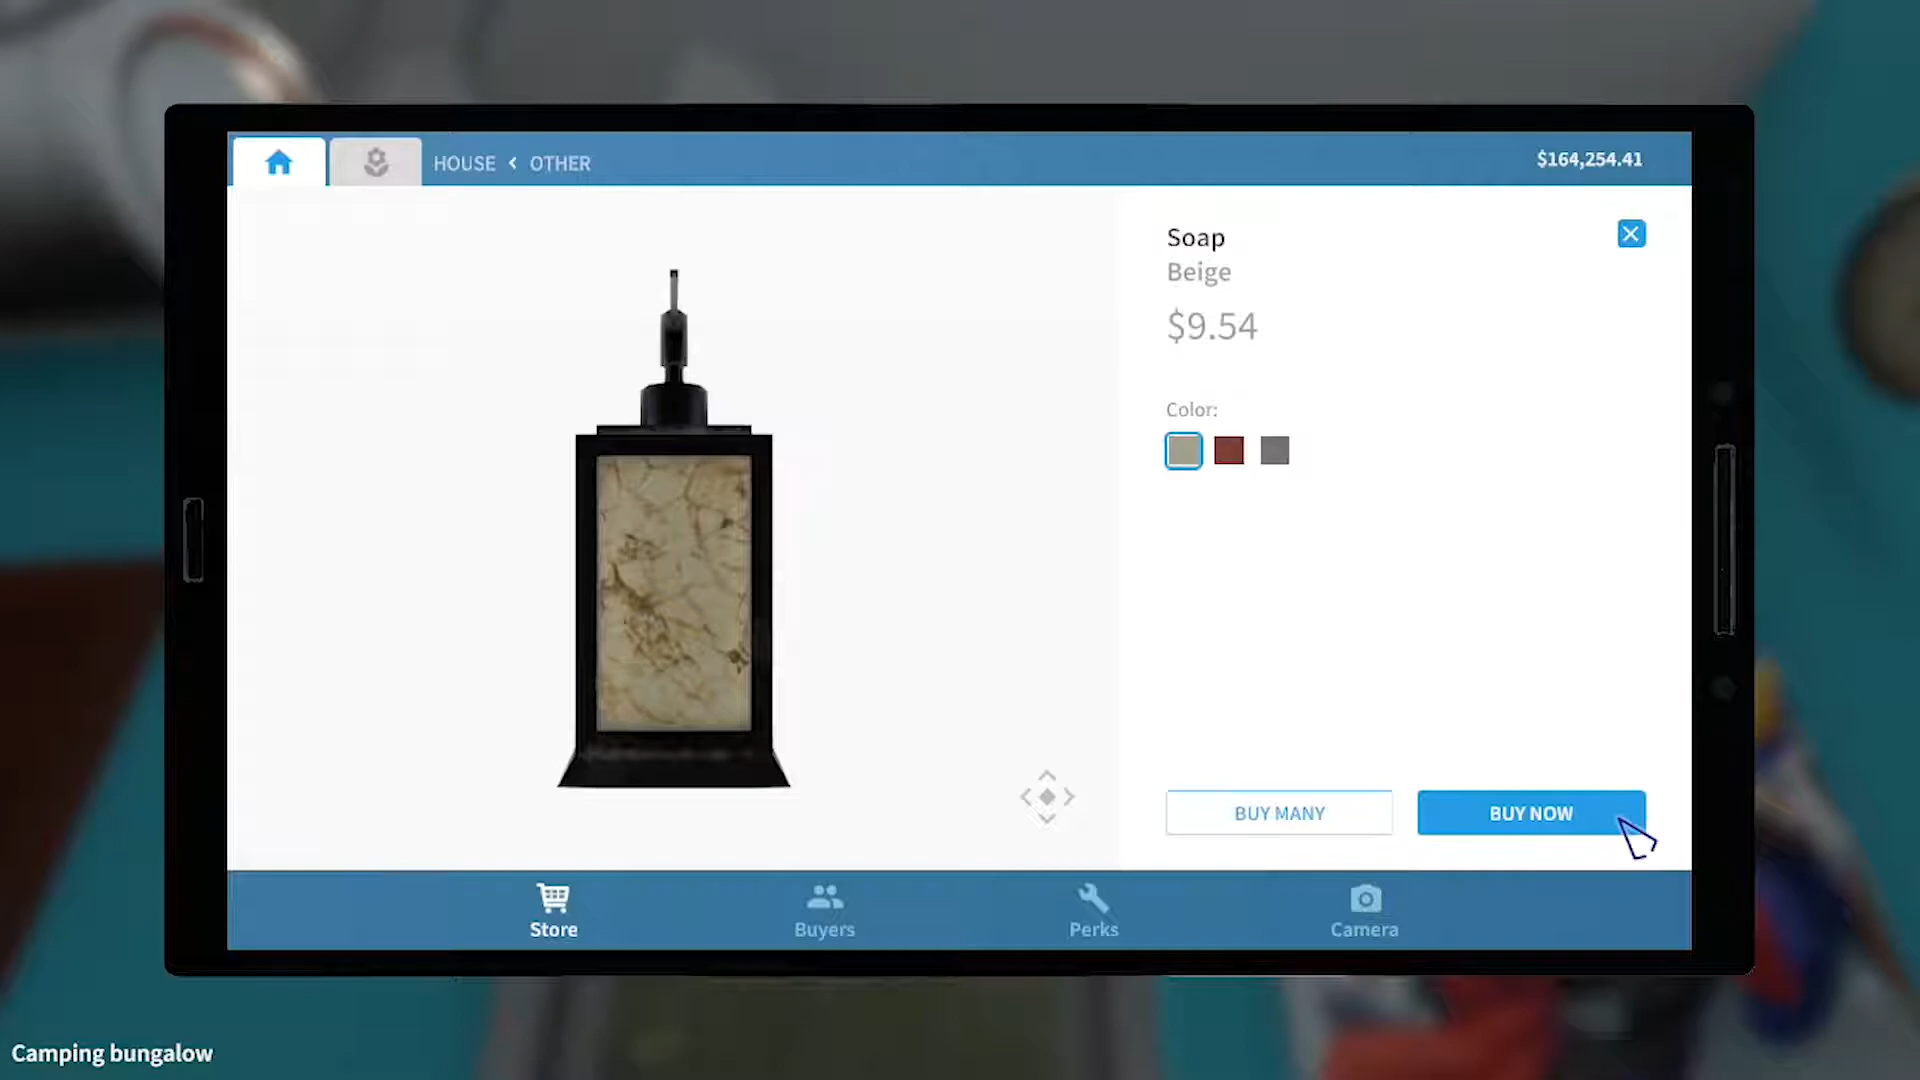 HOUSE < OTHER
$164,254.41
Soap
Beige
$9.54
Color:
BUY MANY
BUY NOW
Store
Buyers
Perks
Camera
Camping bungalow